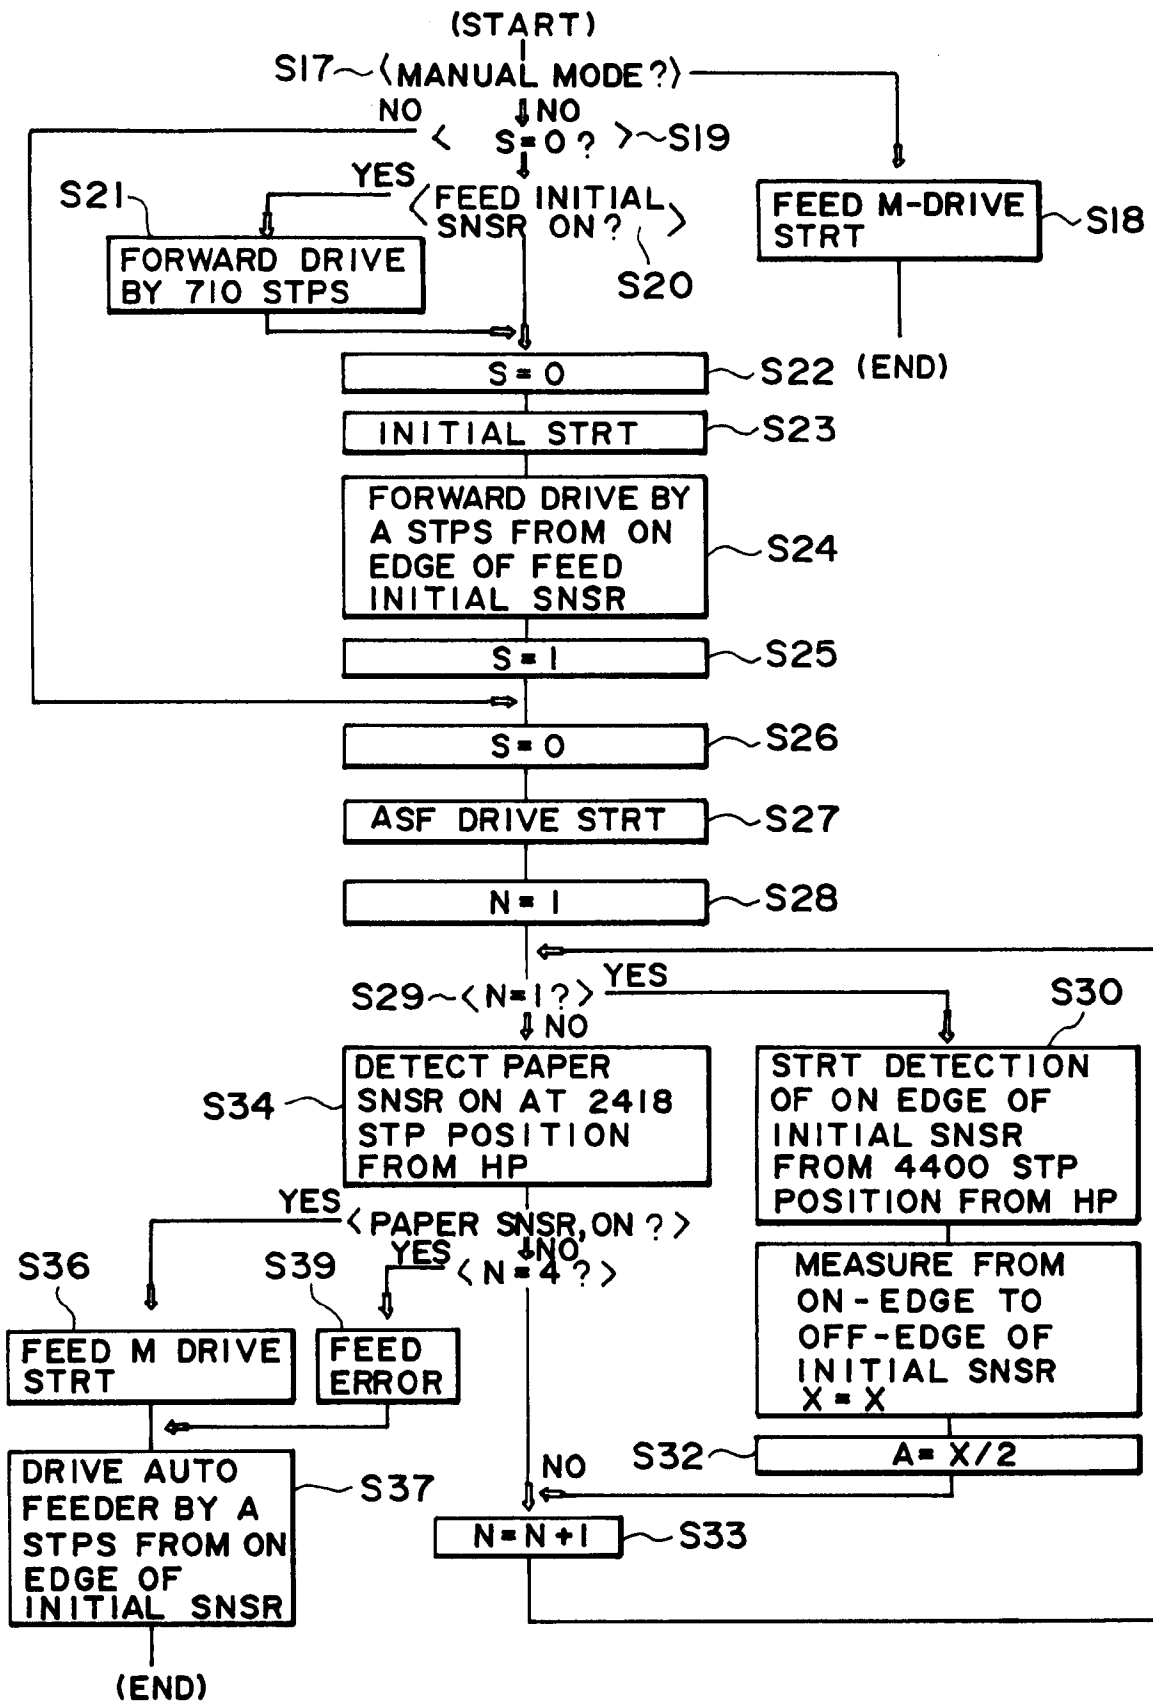 (START)
S17 <MANUAL MODE?>
NO NO
< S=0? > S19
YES
S21 <FEED INITIAL SNSR ON?>
S20
FEED M-DRIVE
STRT
S18
FORWARD DRIVE
BY 710 STPS
(END)
S=0 S22
INITIAL STRT S23
FORWARD DRIVE BY
A STPS FROM ON
EDGE OF FEED
INITIAL SNSR
S24
S=1 S25
S=0 S26
ASF DRIVE STRT S27
N=1 S28
S29 <N=1?> YES
NO
S30
STRT DETECTION
OF ON EDGE OF
INITIAL SNSR
FROM 4400 STP
POSITION FROM HP
S34
DETECT PAPER
SNSR ON AT 2418
STP POSITION
FROM HP
YES <PAPER SNSR, ON?>
NO
YES <N=4?>
MEASURE FROM
ON-EDGE TO
OFF-EDGE OF
INITIAL SNSR
X=X
S36
FEED M DRIVE
STRT
S39
FEED
ERROR
S32 A=X/2
NO
N=N+1 S33
DRIVE AUTO
FEEDER BY A
STPS FROM ON
EDGE OF
INITIAL SNSR
S37
(END)